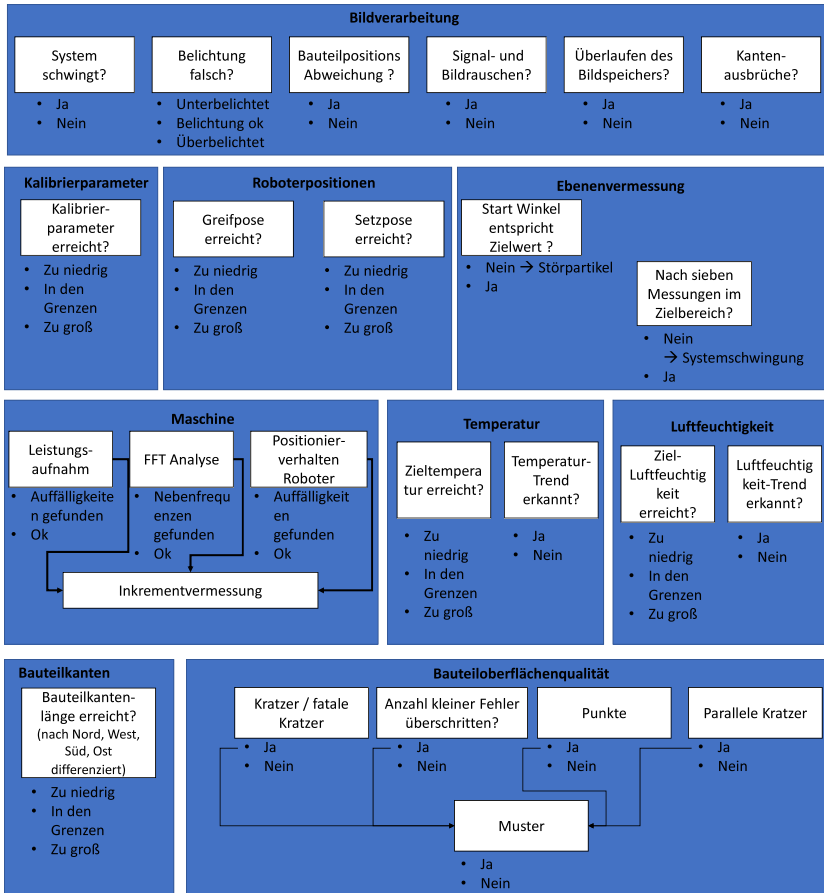 Bildverarbeitung
System
schwingt?
• Ja
• Nein
Belichtung
falsch?
• Unterbelichtet
• Belichtung ok
• Überbelichtet
Bauteilpositions
Abweichung ?
• Ja
• Nein
Signal- und
Bildrauschen?
• Ja
• Nein
Überlaufen des
Bildspeichers?
• Ja
• Nein
Kanten-
ausbrüche?
• Ja
• Nein
Kalibrierparameter
Kalibrier-
parameter
erreicht?
• Zu niedrig
• In den
Grenzen
• Zu groß
Roboterpositionen
Greifpose
erreicht?
• Zu niedrig
• In den
Grenzen
• Zu groß
Setzpose
erreicht?
• Zu niedrig
• In den
Grenzen
• Zu groß
Ebenenvermessung
Start Winkel
entspricht
Zielwert ?
• Nein → Störpartikel
• Ja
Nach sieben
Messungen im
Zielbereich?
• Nein
→ Systemschwingung
• Ja
Maschine
Leistungs-
aufnahm
• Auffälligkeite
n gefunden
• Ok
FFT Analyse
• Nebenfrequ
enzen
gefunden
• Ok
Positionier-
verhalten
Roboter
• Auffälligkeit
en
gefunden
• Ok
Inkrementvermessung
Temperatur
Zieltempera
tur erreicht?
• Zu
niedrig
• In den
Grenzen
• Zu groß
Temperatur-
Trend
erkannt?
• Ja
• Nein
Luftfeuchtigkeit
Ziel-
Luftfeuchtig
keit
erreicht?
• Zu
niedrig
• In den
Grenzen
• Zu groß
Luftfeuchtig
keit-Trend
erkannt?
• Ja
• Nein
Bauteilkanten
Bauteilkanten-
länge erreicht?
(nach Nord, West,
Süd, Ost
differenziert)
• Zu niedrig
• In den
Grenzen
• Zu groß
Bauteiloberflächenqualität
Kratzer / fatale
Kratzer
• Ja
• Nein
Anzahl kleiner Fehler
überschritten?
• Ja
• Nein
Punkte
• Ja
• Nein
Parallele Kratzer
• Ja
• Nein
Muster
• Ja
• Nein